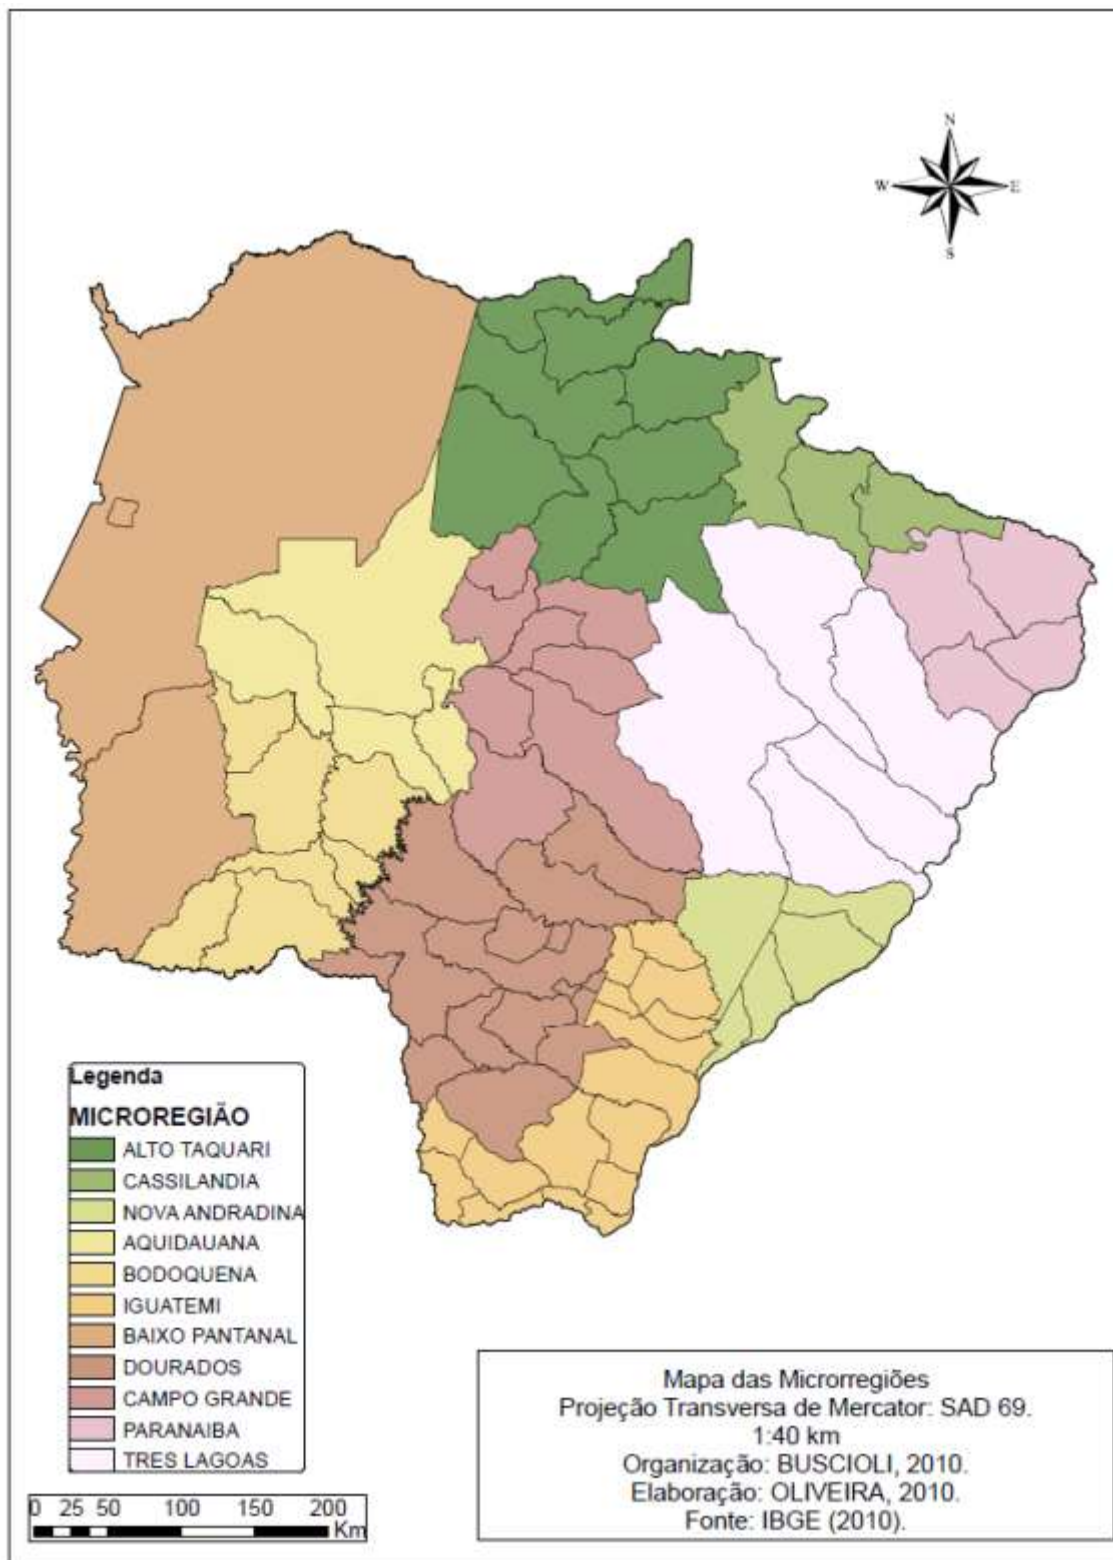 N
W E
S
Legenda
MICROREGIÃO
ALTO TAQUARI
CASSILANDIA
NOVA ANDRADINA
AQUIDAUANA
BODOQUENA
IGUATEMI
BAIXO PANTANAL
DOURADOS
CAMPO GRANDE
PARANAIBA
TRES LAGOAS
0 25 50 100 150 200
Km
Mapa das Microrregiões
Projeção Transversa de Mercator: SAD 69.
1:40 km
Organização: BUSCIOLI, 2010.
Elaboração: OLIVEIRA, 2010.
Fonte: IBGE (2010).